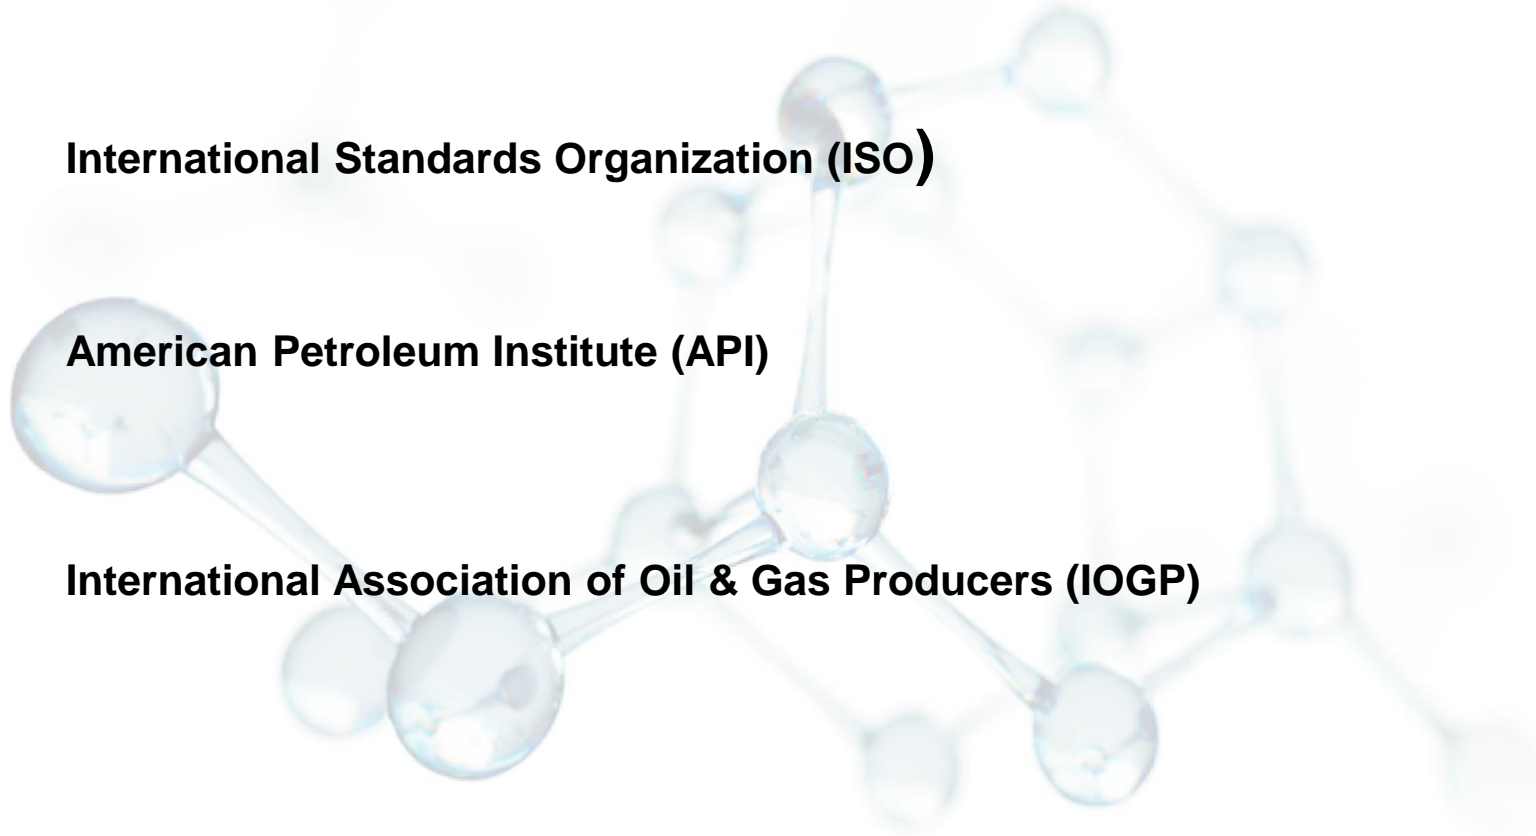 International Standards Organization (ISO)
American Petroleum Institute (API)
International Association of Oil & Gas Producers (IOGP)